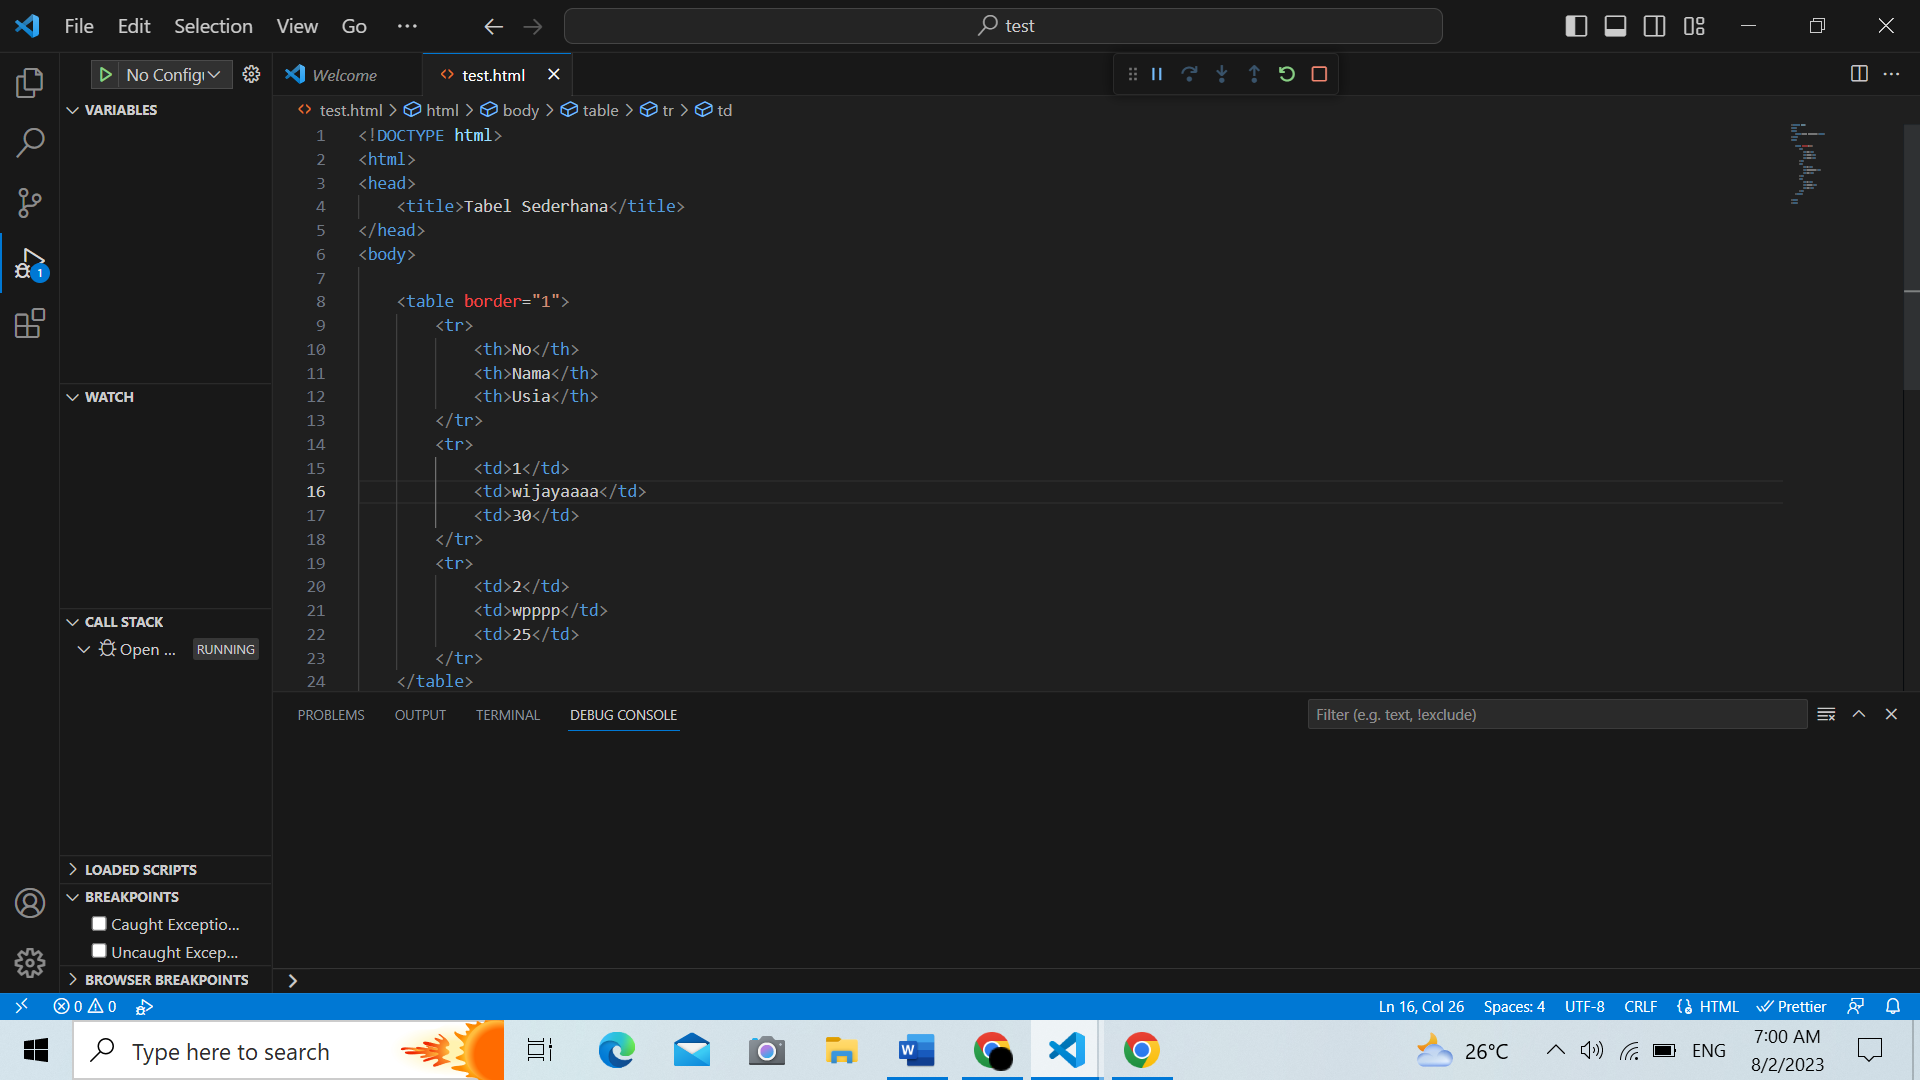 File Edit Selection View Go ··· test
No Config Welcome test.html
VARIABLES
test.html > html > body > table > tr > td
1 <!DOCTYPE html>
2 <html>
3 <head>
4 <title>Tabel Sederhana</title>
5 </head>
6 <body>
7
8 <table border="1">
9 <tr>
10 <th>No</th>
11 <th>Nama</th>
12 <th>Usia</th>
13 </tr>
14 <tr>
15 <td>1</td>
16 <td>wijayaaaa</td>
17 <td>30</td>
18 </tr>
19 <tr>
20 <td>2</td>
21 <td>wpppp</td>
22 <td>25</td>
23 </tr>
24 </table>
WATCH
CALL STACK
Open ... RUNNING
LOADED SCRIPTS
BREAKPOINTS
Caught Exceptio...
Uncaught Excep...
BROWSER BREAKPOINTS
PROBLEMS OUTPUT TERMINAL DEBUG CONSOLE Filter (e.g. text, !exclude)
1
0 0 Ln 16, Col 26 Spaces: 4 UTF-8 CRLF HTML Prettier
Type here to search 26°C ENG 7:00 AM
8/2/2023